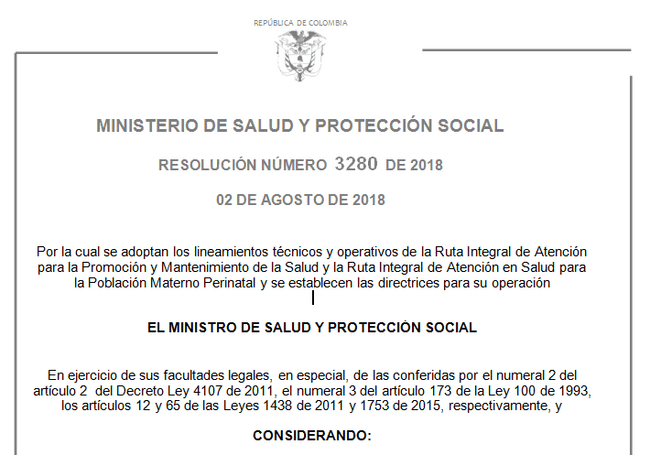 REPÚBLICA DE COLOMBIA
MINISTERIO DE SALUD Y PROTECCIÓN SOCIAL
RESOLUCIÓN NÚMERO 3280 DE 2018
02 DE AGOSTO DE 2018
Por la cual se adoptan los lineamientos técnicos y operativos de la Ruta Integral de Atención
para la Promoción y Mantenimiento de la Salud y la Ruta Integral de Atención en Salud para
la Población Materno Perinatal y se establecen las directrices para su operación
EL MINISTRO DE SALUD Y PROTECCIÓN SOCIAL
En ejercicio de sus facultades legales, en especial, de las conferidas por el numeral 2 del
artículo 2 del Decreto Ley 4107 de 2011, el numeral 3 del artículo 173 de la Ley 100 de 1993,
los artículos 12 y 65 de las Leyes 1438 de 2011 y 1753 de 2015, respectivamente, y
CONSIDERANDO: